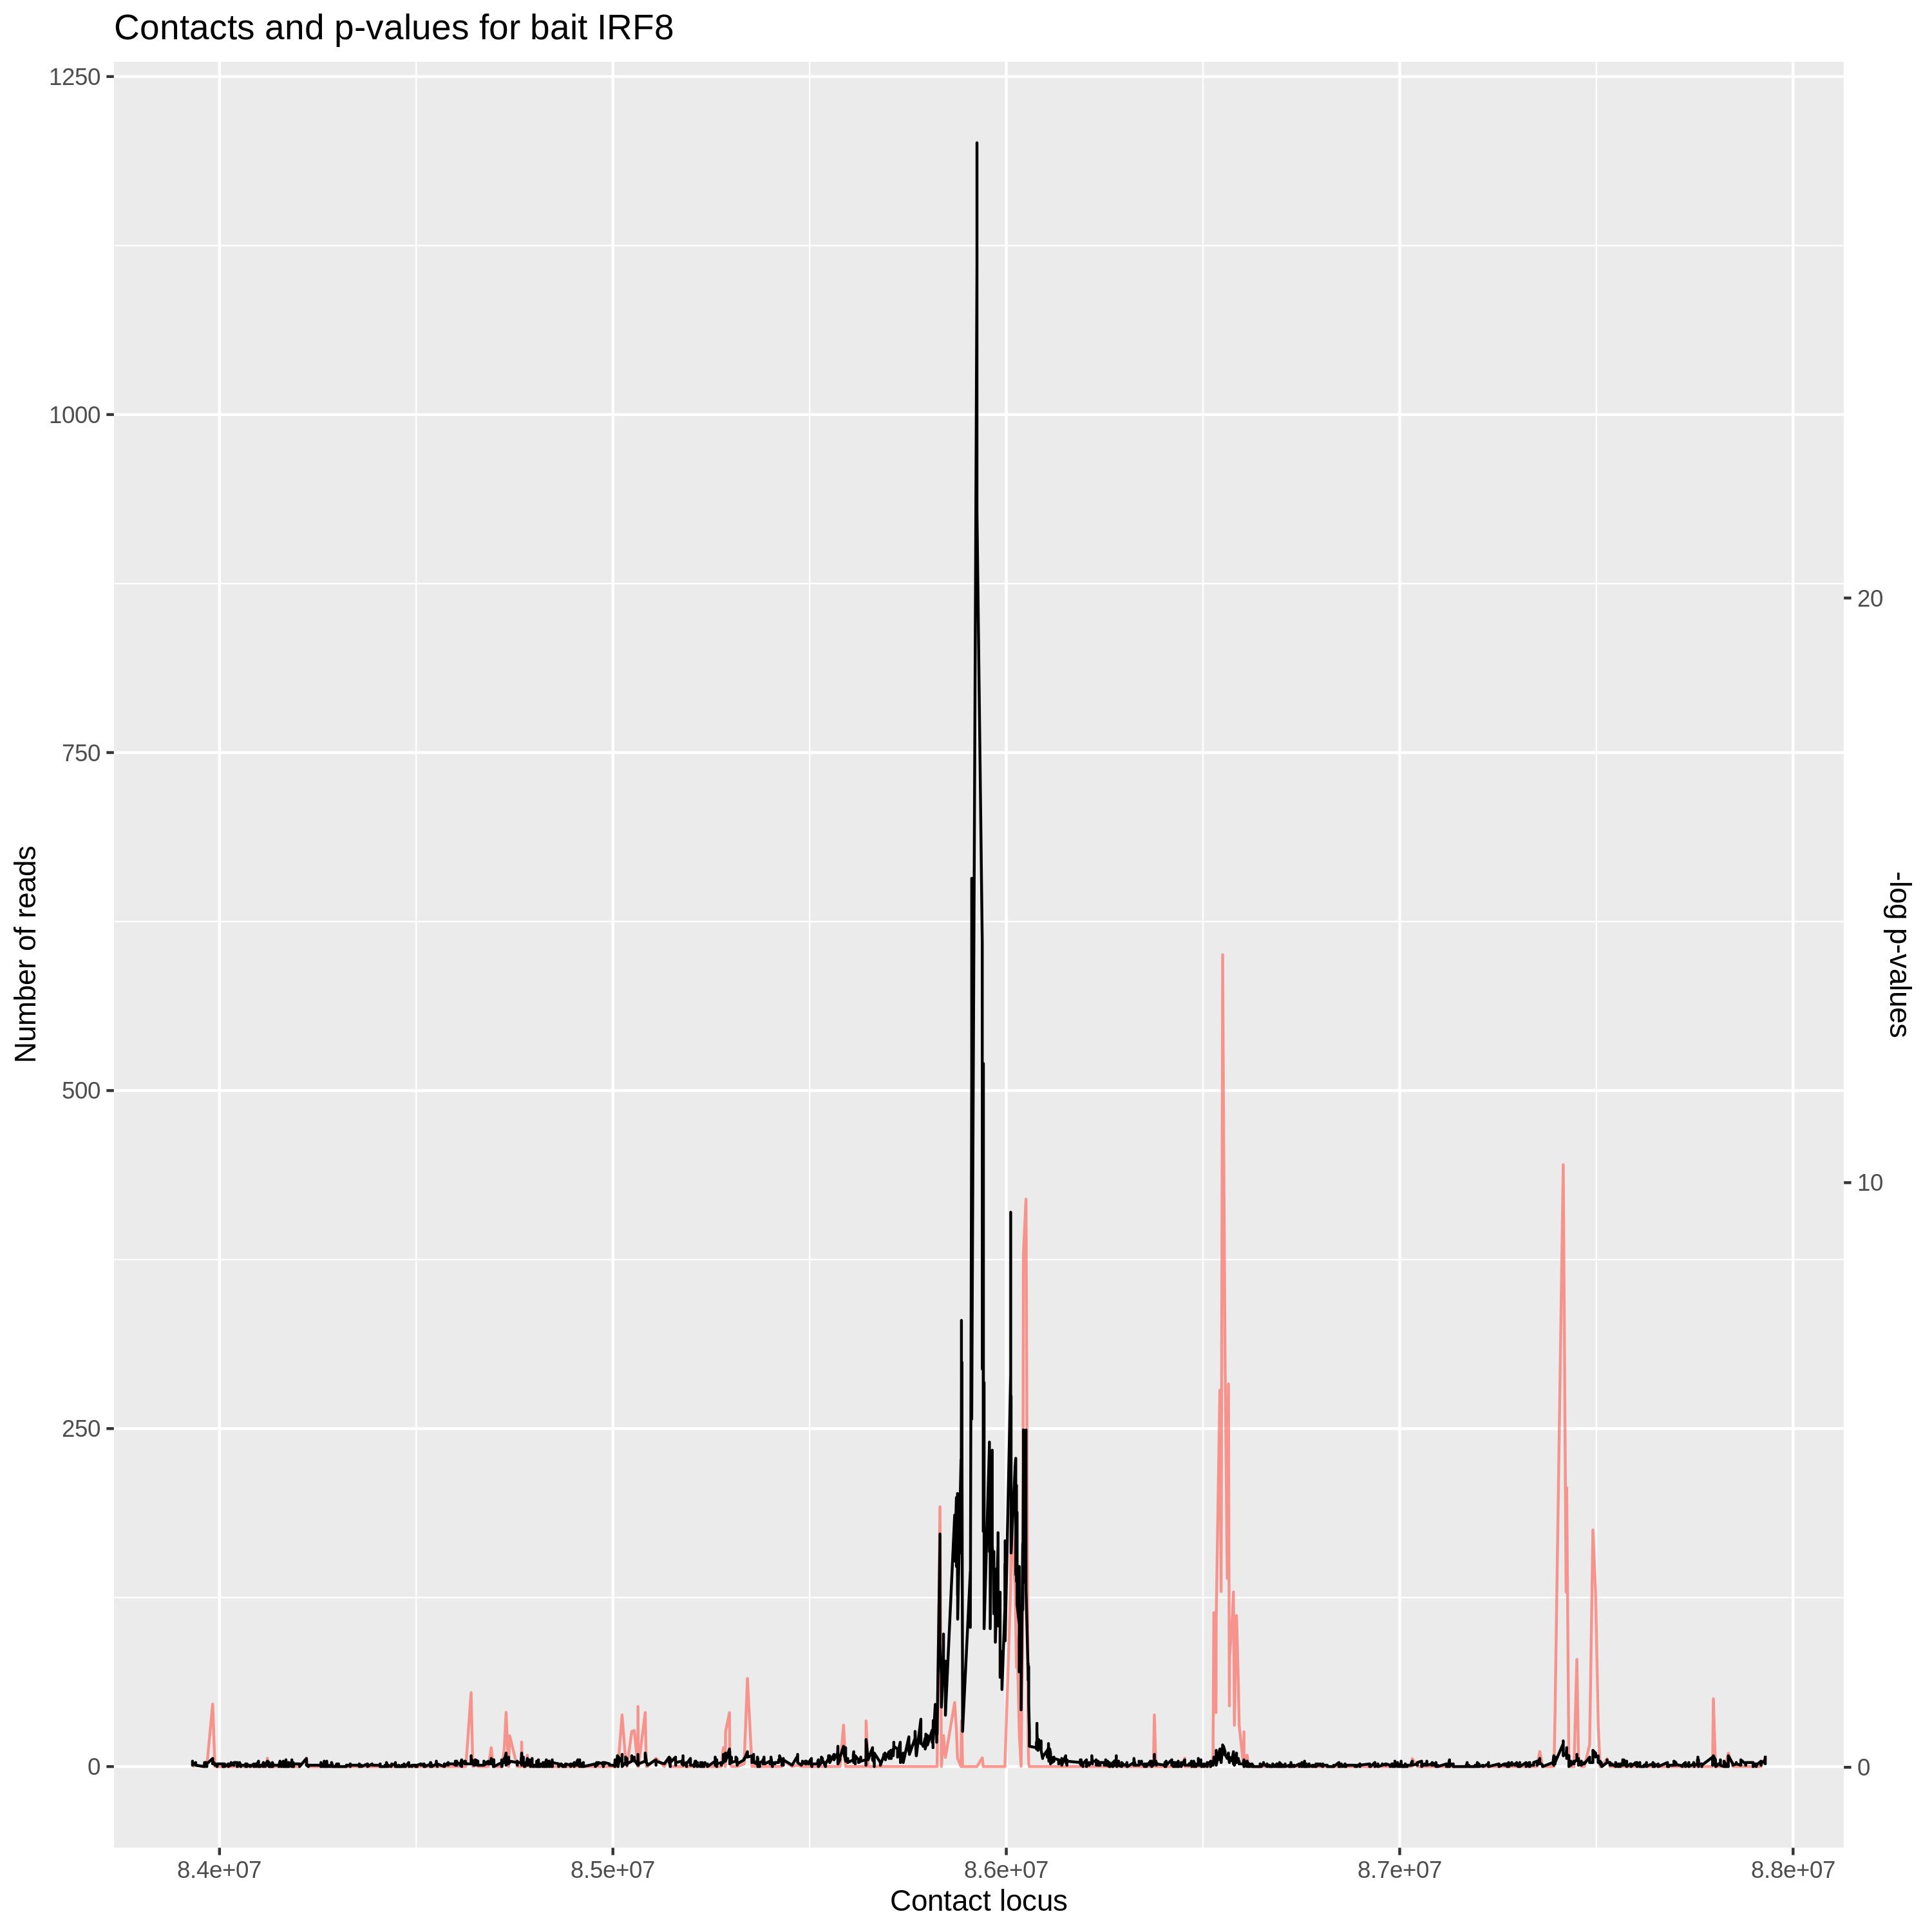 Contacts and p-values for bait IRF8
1250
1000
750
500
250
0
Number of reads
20
10
0
-log p-values
8.4e+07
8.5e+07
8.6e+07
8.7e+07
8.8e+07
Contact locus